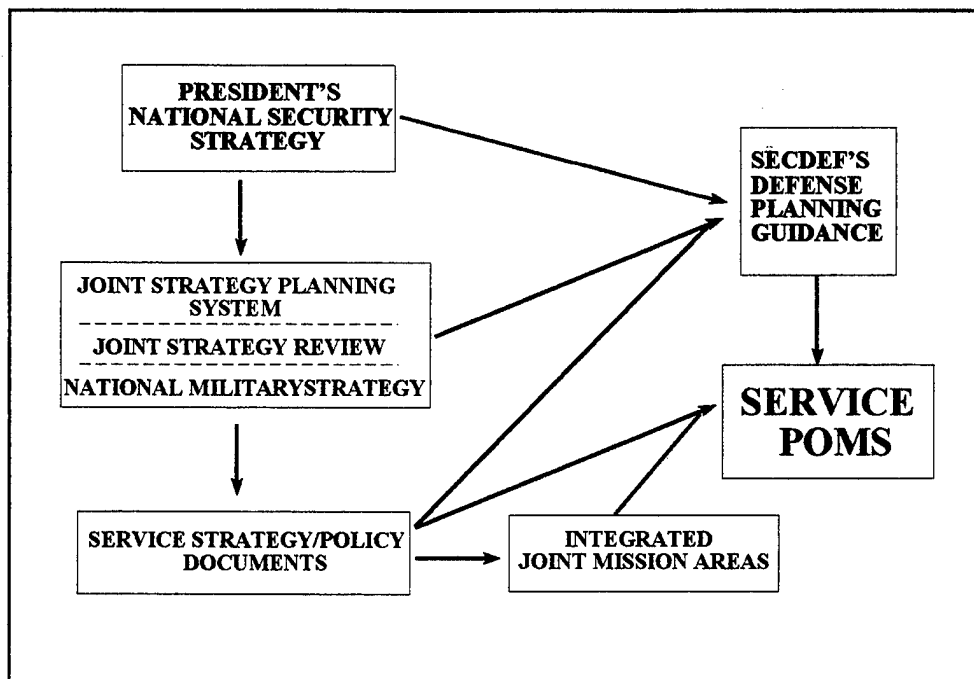 PRESIDENT'S
NATIONAL SECURITY
STRATEGY
SECDEF'S
DEFENSE
PLANNING
GUIDANCE
JOINT STRATEGY PLANNING
SYSTEM
JOINT STRATEGY REVIEW
NATIONAL MILITARYSTRATEGY
SERVICE
POMS
SERVICE STRATEGY/POLICY
DOCUMENTS
INTEGRATED
JOINT MISSION AREAS